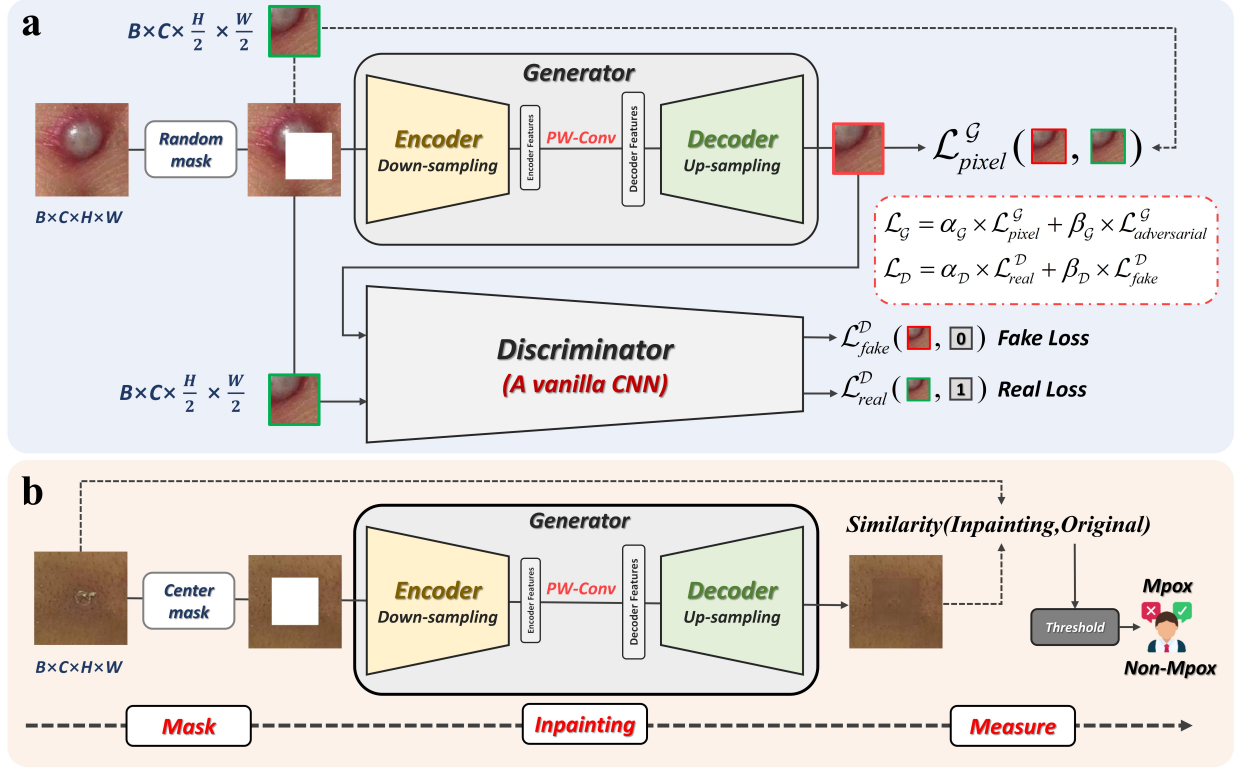 a
B×C× H/2 × W/2
Generator
Random
mask
Encoder
Down-sampling
Encoder Features
PW-Conv
Decoder Features
Decoder
Up-sampling
ℒ^𝒢_pixel ( , )
B×C×H×W
ℒ_𝒢 = α_𝒢 × ℒ^𝒢_pixel + β_𝒢 × ℒ^𝒢_adversarial
ℒ_𝒟 = α_𝒟 × ℒ^𝒟_real + β_𝒟 × ℒ^𝒟_fake
Discriminator
(A vanilla CNN)
ℒ^𝒟_fake ( , 0) Fake Loss
B×C× H/2 × W/2
ℒ^𝒟_real ( , 1) Real Loss
b
Generator
Similarity(Inpainting,Original)
Center
mask
Encoder
Down-sampling
Encoder Features
PW-Conv
Decoder Features
Decoder
Up-sampling
Mpox
Threshold
Non-Mpox
B×C×H×W
Mask
Inpainting
Measure